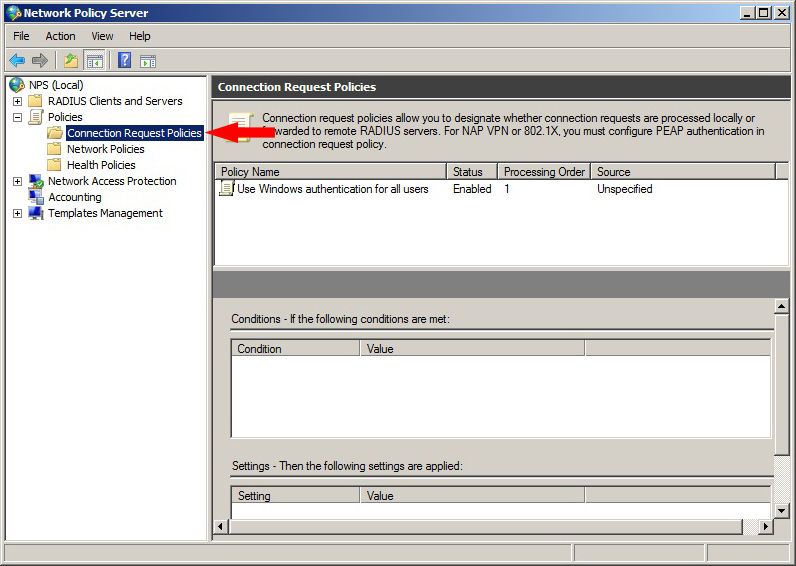 Network Policy Server
File Action View Help
NPS (Local)
RADIUS Clients and Servers
Policies
Connection Request Policies
Network Policies
Health Policies
Network Access Protection
Accounting
Templates Management
Connection Request Policies
Connection request policies allow you to designate whether connection requests are processed locally or
warded to remote RADIUS servers. For NAP VPN or 802.1X, you must configure PEAP authentication in
connection request policy.
Policy Name Status Processing Order Source
Use Windows authentication for all users Enabled 1 Unspecified
Conditions - If the following conditions are met:
Condition Value
Settings - Then the following settings are applied:
Setting Value